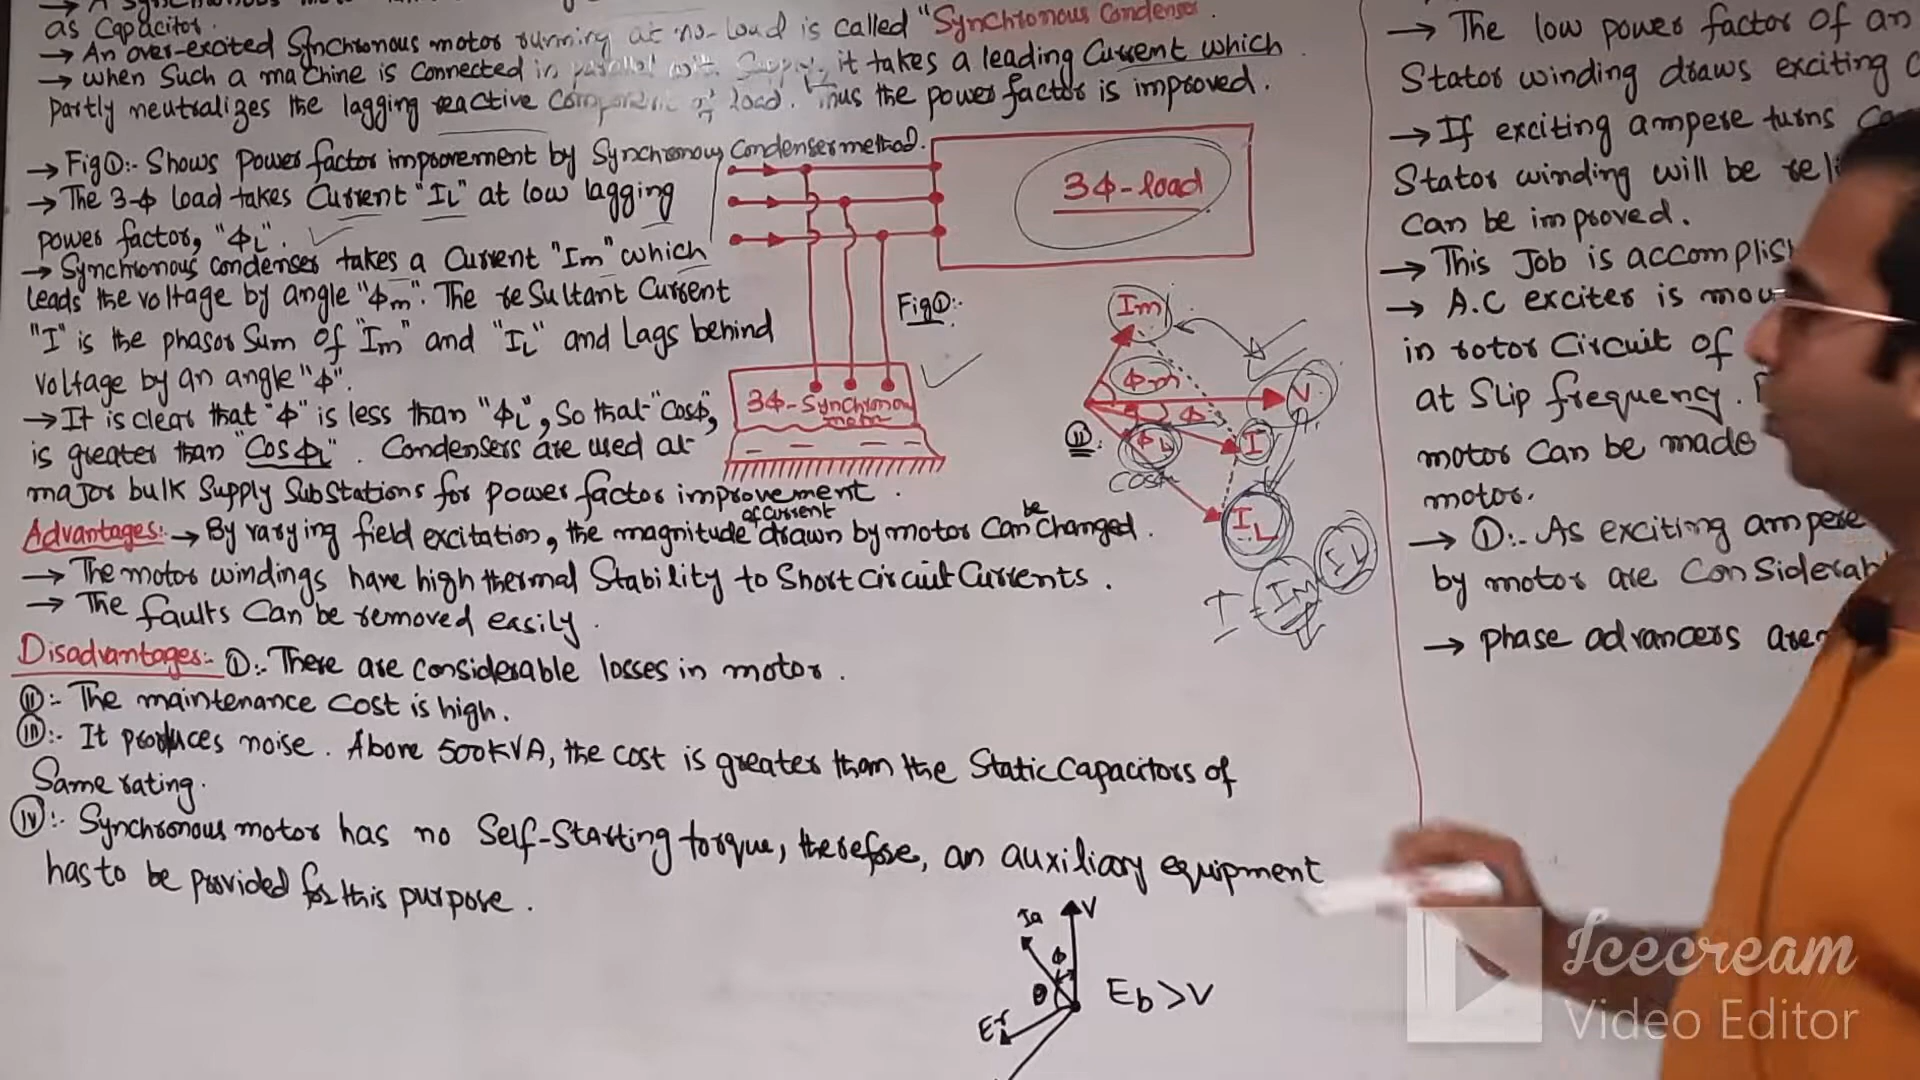 as Capacitor.
→ An over-excited Synchronous motor running at no-load is called "Synchronous Condenser.
→ when Such a machine is Connected in parallel with Supply, it takes a leading Current which
partly neutralizes the lagging reactive Component of load. Thus the power factor is improved.
→ Fig①:- Shows power factor improvement by Synchronous Condenser method.
→ The 3-φ load takes Current "IL" at low lagging
power factor, "φL".
→ Synchronous condenser takes a Current "Im" which
leads the voltage by angle "φm". The resultant Current
"I" is the phasor Sum of "Im" and "IL" and Lags behind
voltage by an angle "φ".
→ It is clear that "φ" is less than "φL", So that "cosφ",
is greater than "CosφL". Condensers are used at
major bulk Supply Substations for power factor improvement.
Advantages:→ By varying field excitation, the magnitude of current drawn by motor Can be Changed.
→ The motor windings have high thermal Stability to Short Circuit Currents.
→ The faults Can be removed easily.
Disadvantages:- ①:- There are considerable losses in motor.
ⅱ:- The maintenance Cost is high.
ⅲ:- It produces noise. Above 500KVA, the cost is greater than the Static Capacitors of
Same rating.
ⅳ:- Synchronous motor has no Self-Starting torque, therefore, an auxiliary equipment
has to be provided for this purpose.
3φ-load
Fig①:-
3φ-Synchronous
motor
Im
φm
V
φ
φL
I
ⅱ:
IL
I = Im IL
Ia
V
φ
θ
Er
Eb > V
→ The low power factor of an
Stator winding draws exciting
→ If exciting ampere turns
Stator winding will be
Can be improved.
→ This Job is
→ A.C exciter is
in rotor Circuit of
at Slip frequency.
motor Can be made
motor.
→ ①:- As exciting ampere
by motor are
→ phase advancers are
Icecream
Video Editor